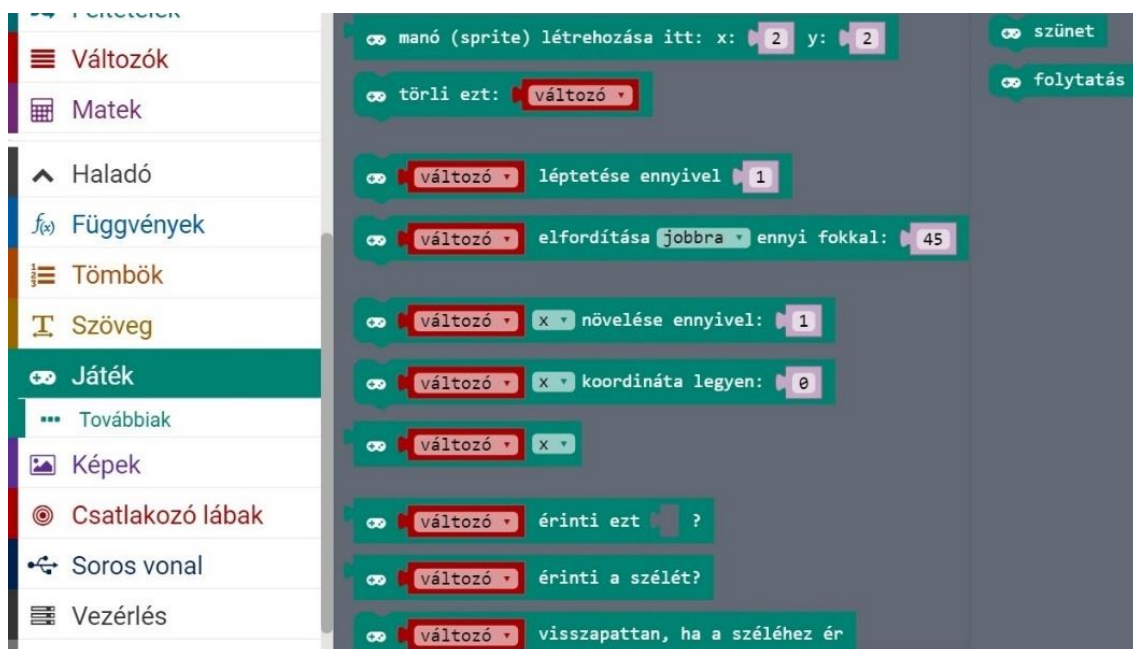 Feltételek
Változók
Matek
Haladó
f(x) Függvények
Tömbök
Szöveg
Játék
Továbbiak
Képek
Csatlakozó lábak
Soros vonal
Vezérlés
manó (sprite) létrehozása itt: x: 2 y: 2
törli ezt: változó
változó léptetése ennyivel 1
változó elfordítása jobbra ennyi fokkal: 45
változó x növelése ennyivel: 1
változó x koordináta legyen: 0
változó x
változó érinti ezt ?
változó érinti a szélét?
változó visszapattan, ha a széléhez ér
szünet
folytatás